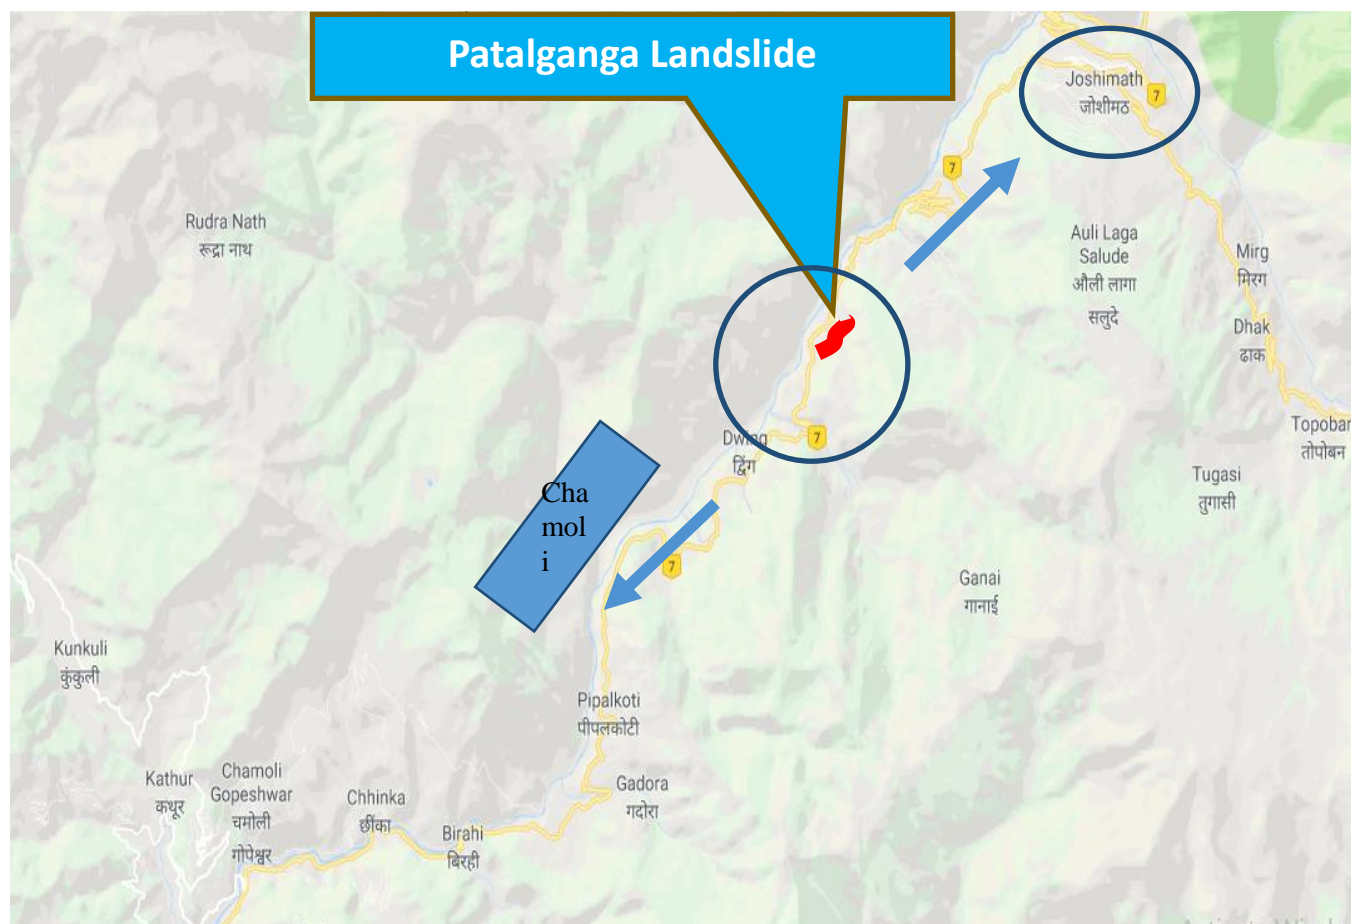 Patalganga Landslide
Joshimath
जोशीमठ
7
7
Rudra Nath
रूद्रा नाथ
Auli Laga
Salude
औली लागा
सलुदे
Mirg
मिरग
Dhak
ढाक
Topoban
तोपोबन
Dwing
द्विंग
7
Tugasi
तुगासी
Cha
mol
i
7
Ganai
गानाई
Kunkuli
कुंकुली
Pipalkoti
पीपलकोटी
Kathur
कथूर
Chamoli
Gopeshwar
चमोली
गोपेश्वर
Chhinka
छींका
Birahi
बिरही
Gadora
गदोरा